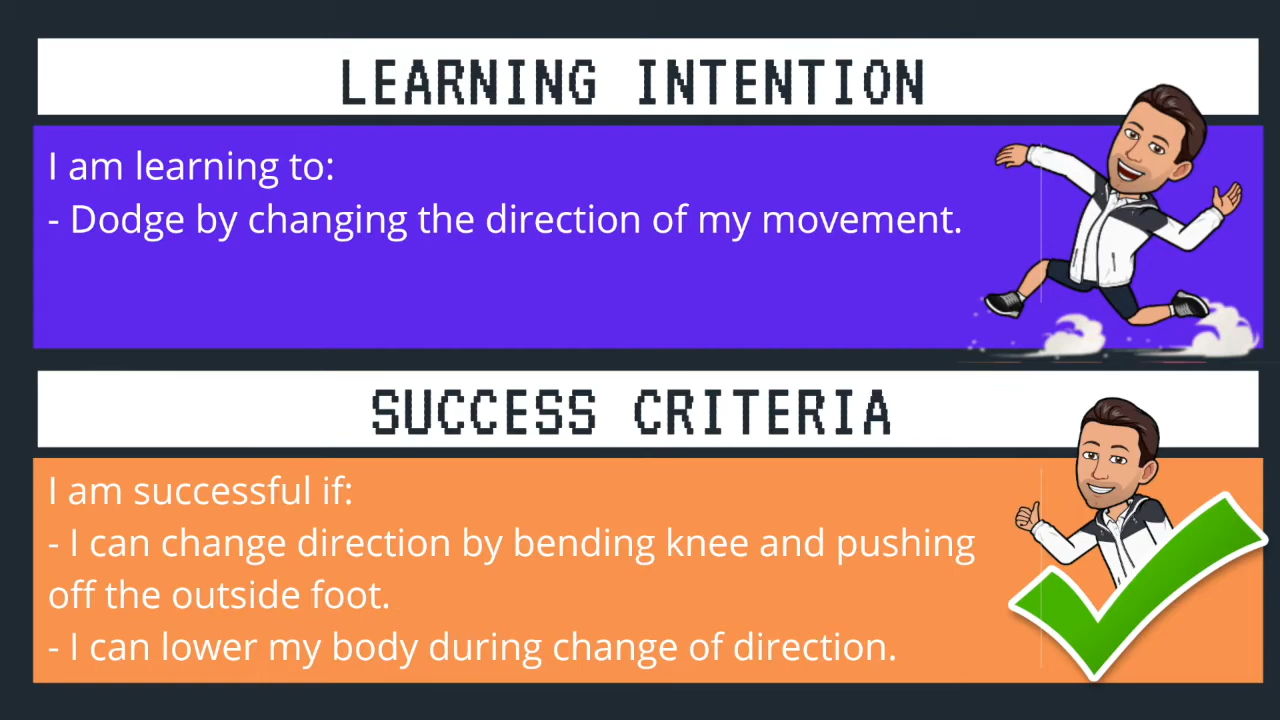 LEARNING INTENTION
I am learning to:
- Dodge by changing the direction of my movement.
SUCCESS CRITERIA
I am successful if:
- I can change direction by bending knee and pushing
off the outside foot.
- I can lower my body during change of direction.